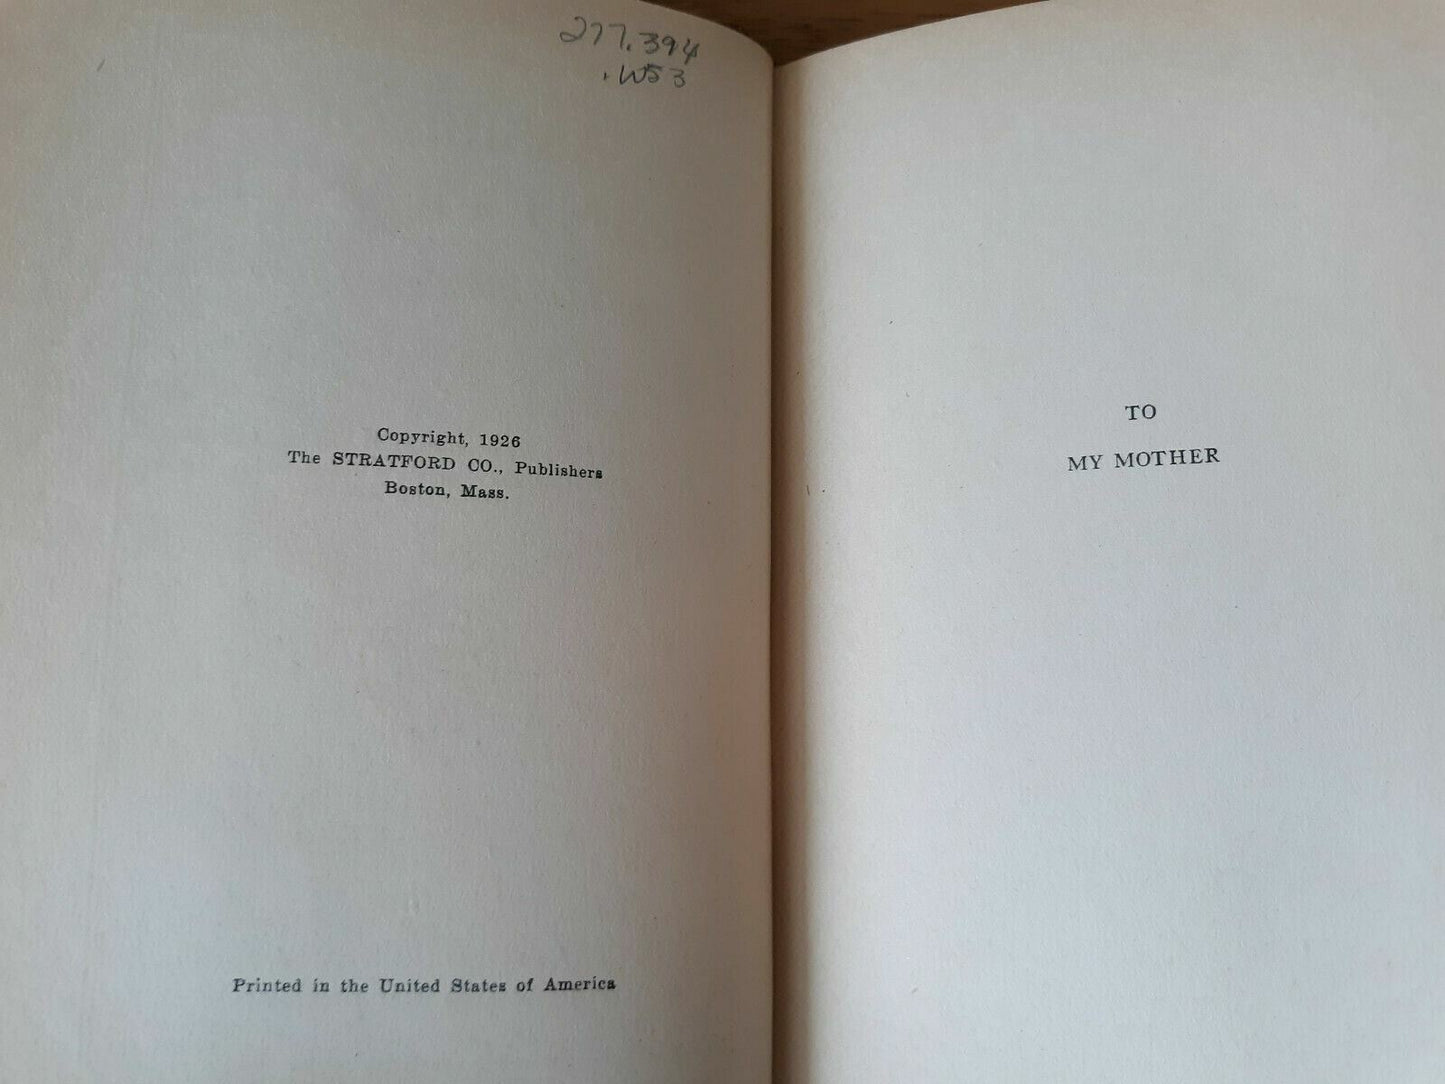 277.394
.W53
Copyright, 1926
The STRATFORD CO., Publishers
Boston, Mass.
Printed in the United States of America
TO
MY MOTHER